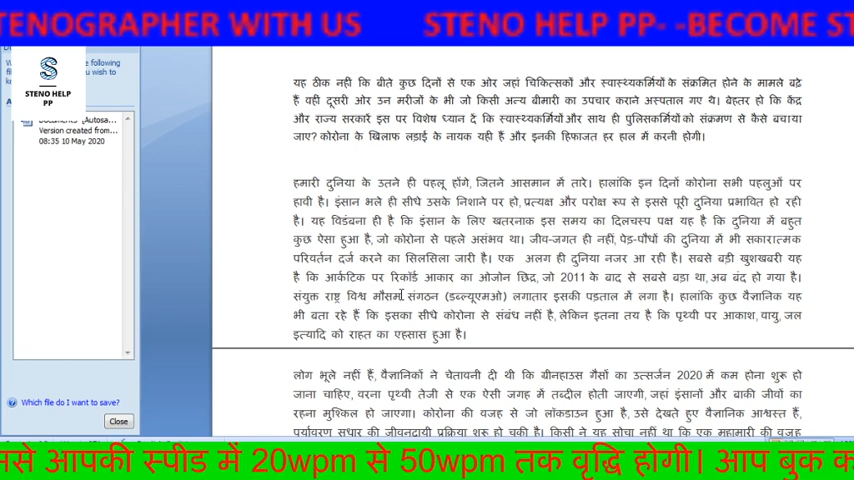 TENOGRAPHER WITH US STENO HELP PP- -BECOME ST
W following
fil u wish to
ke
STENO HELP
PP
A
Documents (Autosa...
Version created from...
08:35 10 May 2020
Which file do I want to save?
Close
यह ठीक नहीं कि बीते कुछ दिनों से एक ओर जहां चिकित्सकों और स्वास्थ्यकर्मियों के संक्रमित होने के मामले बढ़े
हैं वहीं दूसरी ओर उन मरीजों के भी जो किसी अन्य बीमारी का उपचार कराने अस्पताल गए थे। बेहतर हो कि केंद्र
और राज्य सरकारें इस पर विशेष ध्यान दें कि स्वास्थ्यकर्मियों और साथ ही पुलिसकर्मियों को संक्रमण से कैसे बचाया
जाए? कोरोना के खिलाफ लड़ाई के नायक यही हैं और इनकी हिफाजत हर हाल में करनी होगी।
हमारी दुनिया के उतने ही पहलू होंगे, जितने आसमान में तारे। हालांकि इन दिनों कोरोना सभी पहलुओं पर
हावी है। इंसान भले ही सीधे उसके निशाने पर हो, प्रत्यक्ष और परोक्ष रूप से इससे पूरी दुनिया प्रभावित हो रही
है। यह विडंबना ही है कि इंसान के लिए खतरनाक इस समय का दिलचस्प पक्ष यह है कि दुनिया में बहुत
कुछ ऐसा हुआ है, जो कोरोना से पहले असंभव था। जीव-जगत ही नहीं, पेड़-पौधों की दुनिया में भी सकारात्मक
परिवर्तन दर्ज करने का सिलसिला जारी है। एक अलग ही दुनिया नजर आ रही है। सबसे बड़ी खुशखबरी यह
है कि आर्कटिक पर रिकॉर्ड आकार का ओजोन छिद्र, जो 2011 के बाद से सबसे बड़ा था, अब बंद हो गया है।
संयुक्त राष्ट्र विश्व मौसम संगठन (डब्ल्यूएमओ) लगातार इसकी पड़ताल में लगा है। हालांकि कुछ वैज्ञानिक यह
भी बता रहे हैं कि इसका सीधे कोरोना से संबंध नहीं है, लेकिन इतना तय है कि पृथ्वी पर आकाश, वायु, जल
इत्यादि को राहत का एहसास हुआ है।
लोग भूले नहीं हैं, वैज्ञानिकों ने चेतावनी दी थी कि ग्रीनहाउस गैसों का उत्सर्जन 2020 में कम होना शुरू हो
जाना चाहिए, वरना पृथ्वी तेजी से एक ऐसी जगह में तब्दील होती जाएगी, जहां इंसानों और बाकी जीवों का
रहना मुश्किल हो जाएगा। कोरोना की वजह से जो लॉकडाउन हुआ है, उसे देखते हुए वैज्ञानिक आश्वस्त हैं,
पर्यावरण सुधार की जीवनदायी प्रक्रिया शुरू हो चुकी है। किसी ने यह सोचा नहीं था कि एक महामारी की वजह
ससे आपकी स्पीड में 20wpm से 50wpm तक वृद्धि होगी। आप बुक क